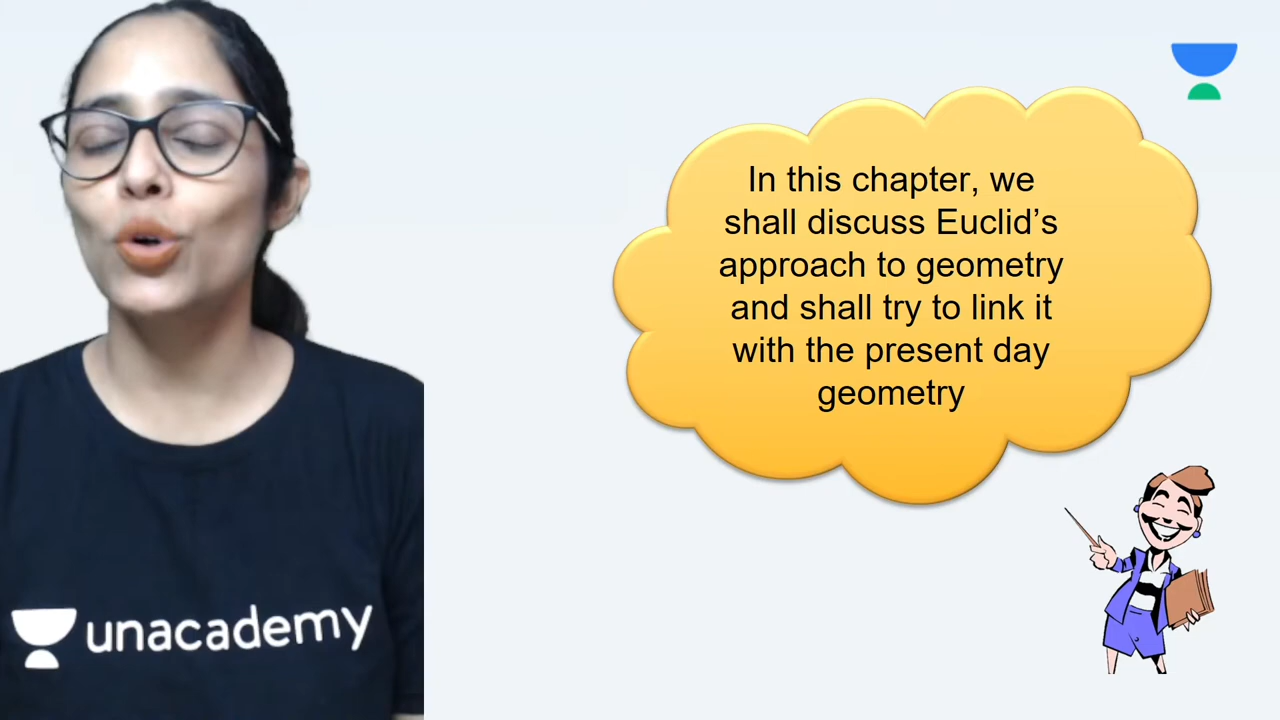 In this chapter, we
shall discuss Euclid’s
approach to geometry
and shall try to link it
with the present day
geometry
unacademy